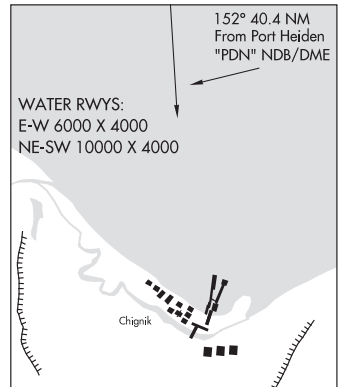 152° 40.4 NM
From Port Heiden
"PDN" NDB/DME
WATER RWYS:
E-W 6000 X 4000
NE-SW 10000 X 4000
Chignik